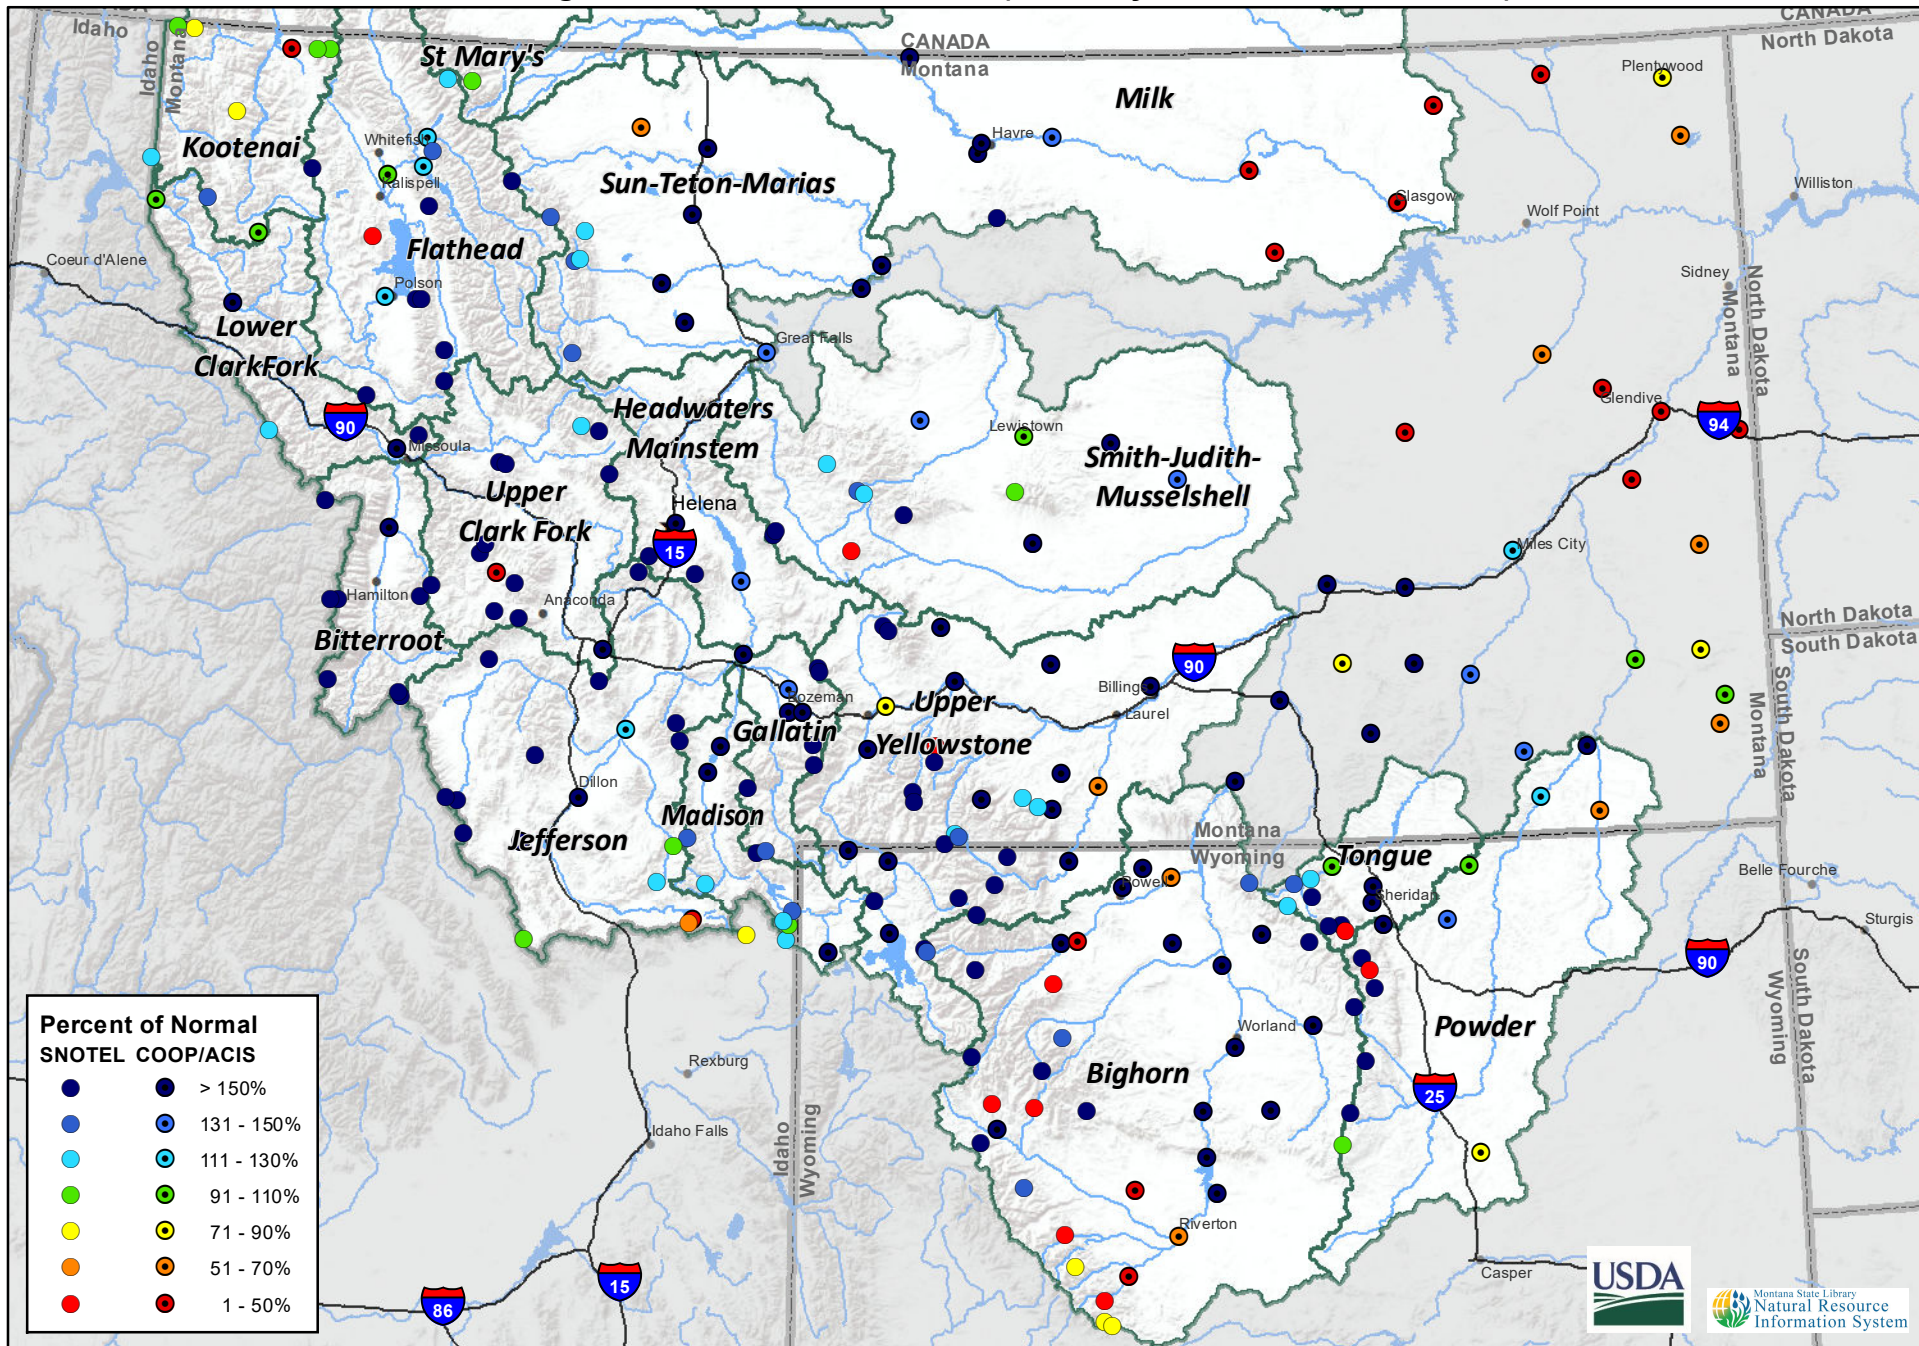 CANADA
Idaho
Idaho
Montana
St Mary's
CANADA
Montana
CANADA
North Dakota
Plentywood
Milk
Kootenai
Whitefish
Havre
Kalispell
Sun-Teton-Marias
Glasgow
Wolf Point
Williston
Flathead
Coeur d'Alene
Polson
Sidney
North Dakota
Montana
Lower
ClarkFork
Great Falls
90
Missoula
Headwaters
Mainstem
Lewistown
Smith-Judith-
Musselshell
Glendive
94
Upper
Clark Fork
Helena
15
Miles City
Hamilton
Anaconda
Bitterroot
North Dakota
South Dakota
90
Billings
Laurel
Bozeman
Gallatin
Upper
Yellowstone
South Dakota
Montana
Dillon
Madison
Jefferson
Montana
Wyoming
Tongue
Powell
Sheridan
Belle Fourche
Sturgis
90
South Dakota
Wyoming
Worland
Powder
Bighorn
25
Rexburg
Idaho Falls
Idaho
Wyoming
Riverton
Casper
15
86
Percent of Normal
SNOTEL COOP/ACIS
> 150%
131 - 150%
111 - 130%
91 - 110%
71 - 90%
51 - 70%
1 - 50%
USDA
Montana State Library
Natural Resource
Information System